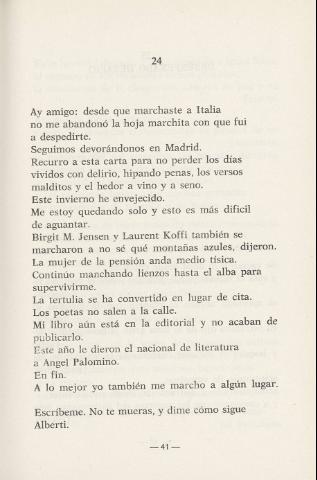 24
Ay amigo: desde que marchaste a Italia
no me abandonó la hoja marchita con que fui
a despedirte.
Seguimos devorándonos en Madrid.
Recurro a esta carta para no perder los días
vividos con delirio, hipando penas, los versos
malditos y el hedor a vino y a seno.
Este invierno he envejecido.
Me estoy quedando solo y esto es más difícil
de aguantar.
Birgit M. Jensen y Laurent Koffi también se
marcharon a no sé qué montañas azules, dijeron.
La mujer de la pensión anda medio tísica.
Continúo manchando lienzos hasta el alba para
supervivirme.
La tertulia se ha convertido en lugar de cita.
Los poetas no salen a la calle.
Mi libro aún está en la editorial y no acaban de
publicarlo.
Este año le dieron el nacional de literatura
a Angel Palomino.
En fin.
A lo mejor yo también me marcho a algún lugar.
Escríbeme. No te mueras, y dime cómo sigue
Alberti.
— 41 —